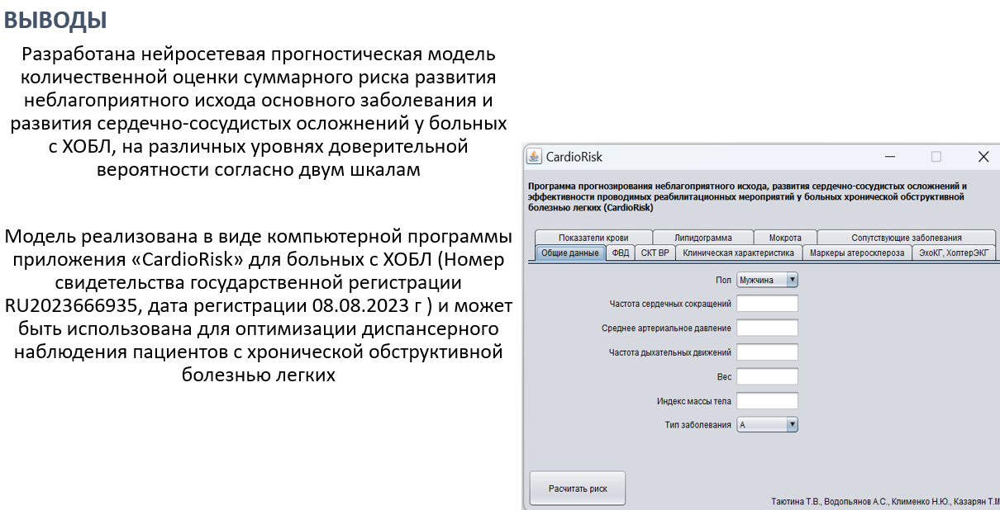 ВЫВОДЫ
Разработана нейросетевая прогностическая модель
количественной оценки суммарного риска развития
неблагоприятного исхода основного заболевания и
развития сердечно-сосудистых осложнений у больных
с ХОБЛ, на различных уровнях доверительной
вероятности согласно двум шкалам
Модель реализована в виде компьютерной программы
приложения «CardioRisk» для больных с ХОБЛ (Номер
свидетельства государственной регистрации
RU2023666935, дата регистрации 08.08.2023 г ) и может
быть использована для оптимизации диспансерного
наблюдения пациентов с хронической обструктивной
болезнью легких
CardioRisk
Программа прогнозирования неблагоприятного исхода, развития сердечно-сосудистых осложнений и
эффективности проводимых реабилитационных мероприятий у больных хронической обструктивной
болезнью легких (CardioRisk)
Показатели крови Липидограмма Мокрота Сопутствующие заболевания
Общие данные ФВД СКТ ВР Клиническая характеристика Маркеры атеросклероза ЭхоКГ, ХолтерЭКГ
Пол Мужчина
Частота сердечных сокращений
Среднее артериальное давление
Частота дыхательных движений
Вес
Индекс массы тела
Тип заболевания A
Расчитать риск
Таютина Т.В., Водопьянов А.С., Клименко Н.Ю., Казарян Т.М